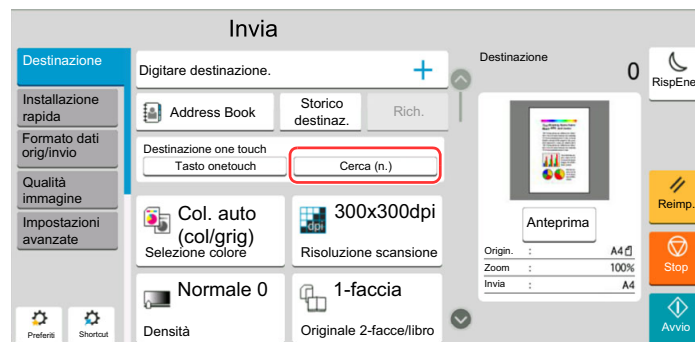 Invia
Destinazione
Installazione
rapida
Formato dati
orig/invio
Qualità
immagine
Impostazioni
avanzate
Preferiti
Shortcut
Digitare destinazione.
Address Book
Storico
destinaz.
Rich.
Destinazione one touch
Tasto onetouch
Cerca (n.)
Col. auto
(col/grig)
Selezione colore
dpi
300x300dpi
Risoluzione scansione
Normale 0
Densità
1-faccia
Originale 2-facce/libro
Destinazione
0
Anteprima
Origin. : A4
Zoom : 100%
Invia : A4
RispEne
Reimp.
Stop
Avvio